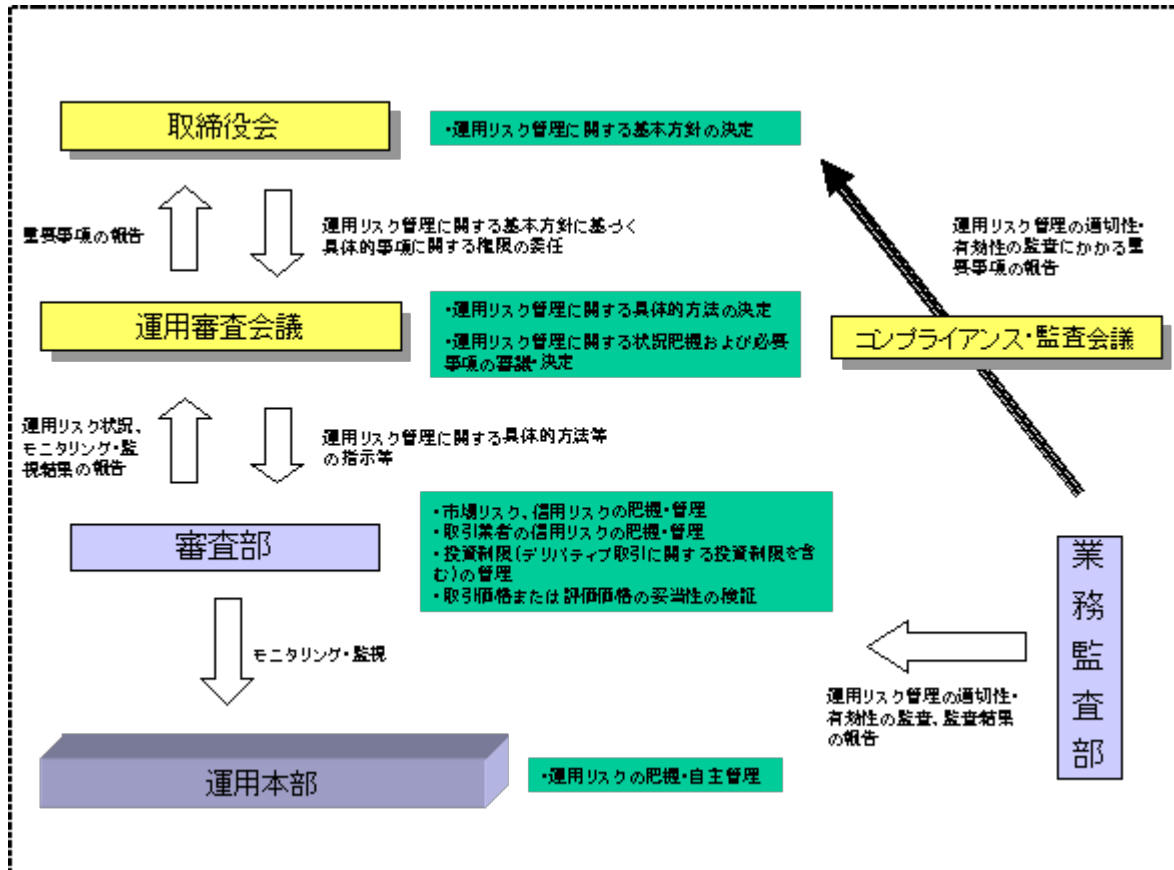 取締役会
・運用リスク管理に関する基本方針の決定
重要事項の報告
運用リスク管理に関する基本方針に基づく
具体的事項に関する権限の委任
運用リスク管理の適切性・
有効性の監査にかかる重
要事項の報告
運用審査会議
・運用リスク管理に関する具体的方法の決定
・運用リスク管理に関する状況把握および必要
事項の審議・決定
コンプライアンス・監査会議
運用リスク状況、
モニタリング・監
視結果の報告
運用リスク管理に関する具体的方法等
の指示等
審査部
・市場リスク、信用リスクの把握・管理
・取引業者の信用リスクの把握・管理
・投資制限(デリバティブ取引に関する投資制限を含
む)の管理
・取引価格または評価価格の妥当性の検証
業務監査部
モニタリング・監視
運用リスク管理の適切性・
有効性の監査、監査結果
の報告
運用本部
・運用リスクの把握・自主管理